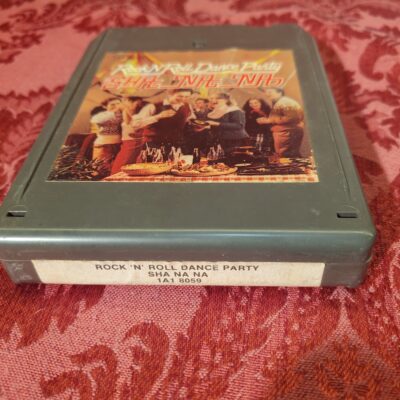 Rock 'N' Roll Dance Party
SHA NA NA
ROCK 'N' ROLL DANCE PARTY
SHA NA NA
1A1 8059